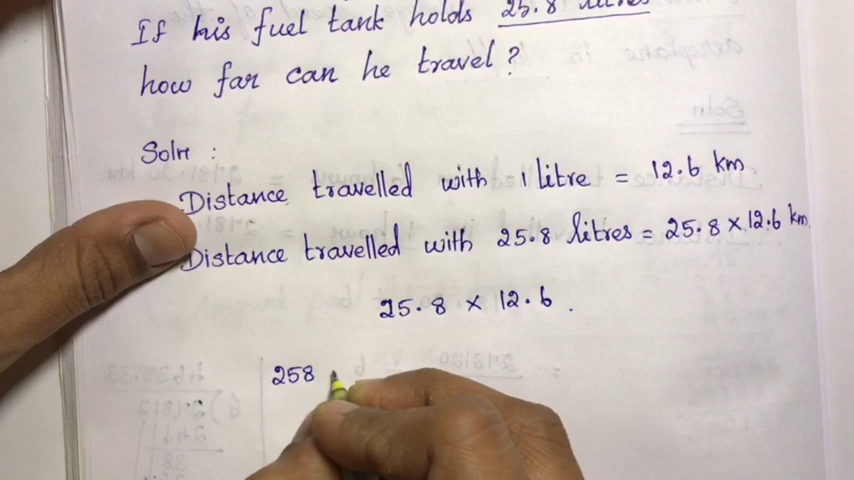 If his fuel tank holds 25.8 litres
how far can he travel?
Soln :
Distance travelled with 1 litre = 12.6 km
Distance travelled with 25.8 litres = 25.8 × 12.6 km
25.8 × 12.6 .
258